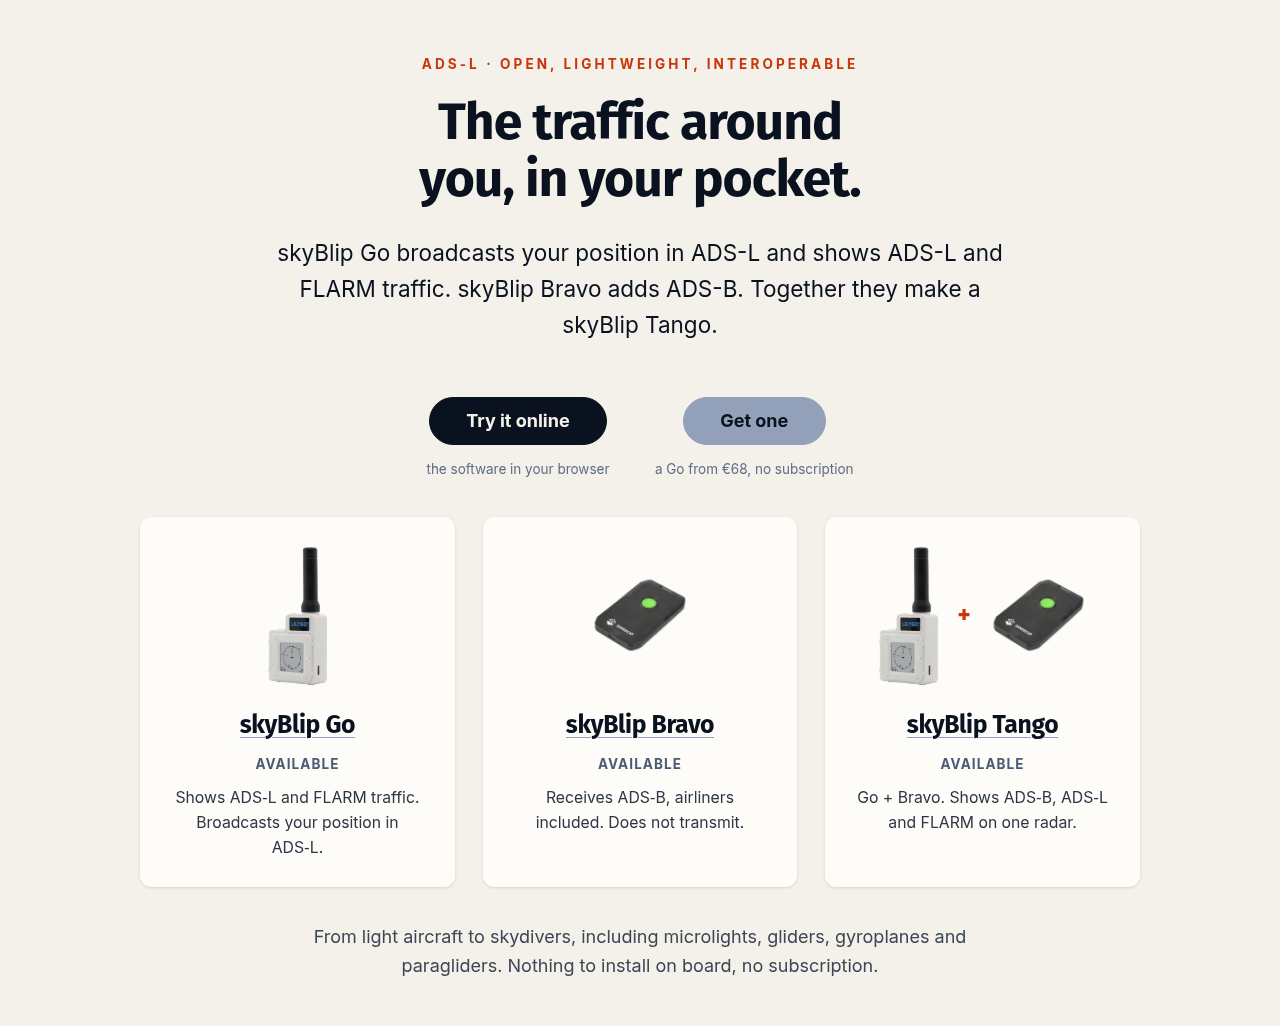 ADS-L · OPEN, LIGHTWEIGHT, INTEROPERABLE
The traffic around
you, in your pocket.
skyBlip Go broadcasts your position in ADS-L and shows ADS-L and
FLARM traffic. skyBlip Bravo adds ADS-B. Together they make a
skyBlip Tango.
Try it online
Get one
the software in your browser
a Go from €68, no subscription
+
skyBlip Go
AVAILABLE
Shows ADS-L and FLARM traffic.
Broadcasts your position in
ADS-L.
skyBlip Bravo
AVAILABLE
Receives ADS-B, airliners
included. Does not transmit.
skyBlip Tango
AVAILABLE
Go + Bravo. Shows ADS-B, ADS-L
and FLARM on one radar.
From light aircraft to skydivers, including microlights, gliders, gyroplanes and
paragliders. Nothing to install on board, no subscription.